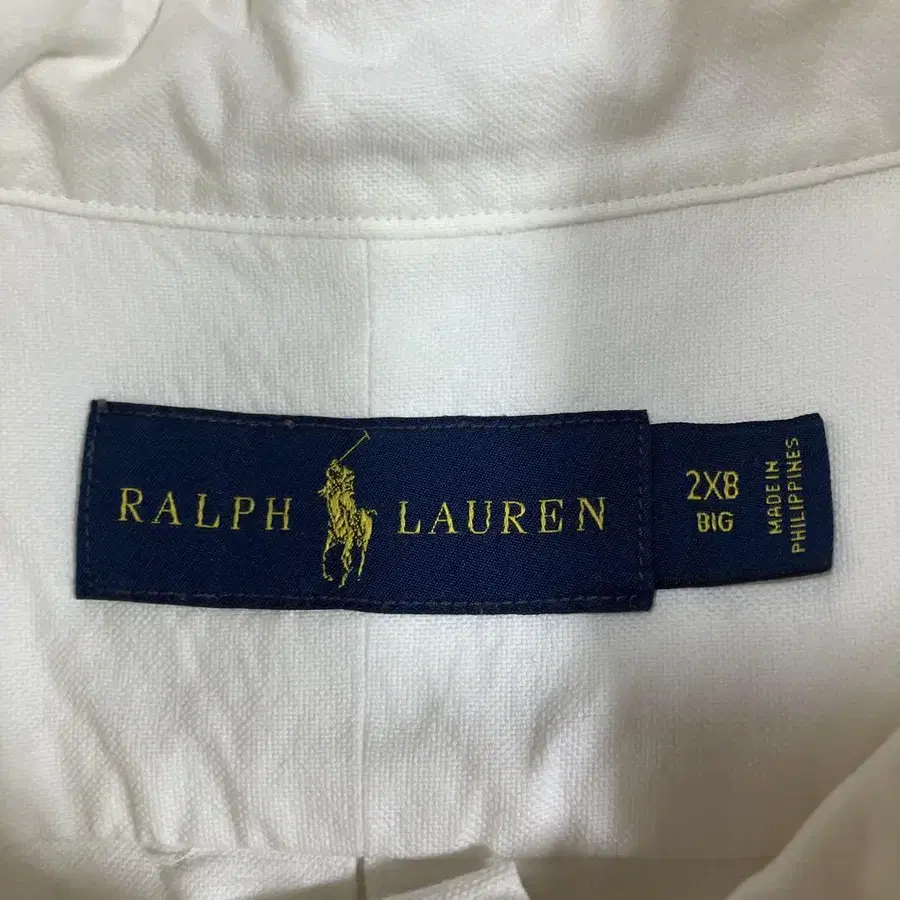 RALPH LAUREN
2XB
BIG
MADE IN
PHILIPPINES